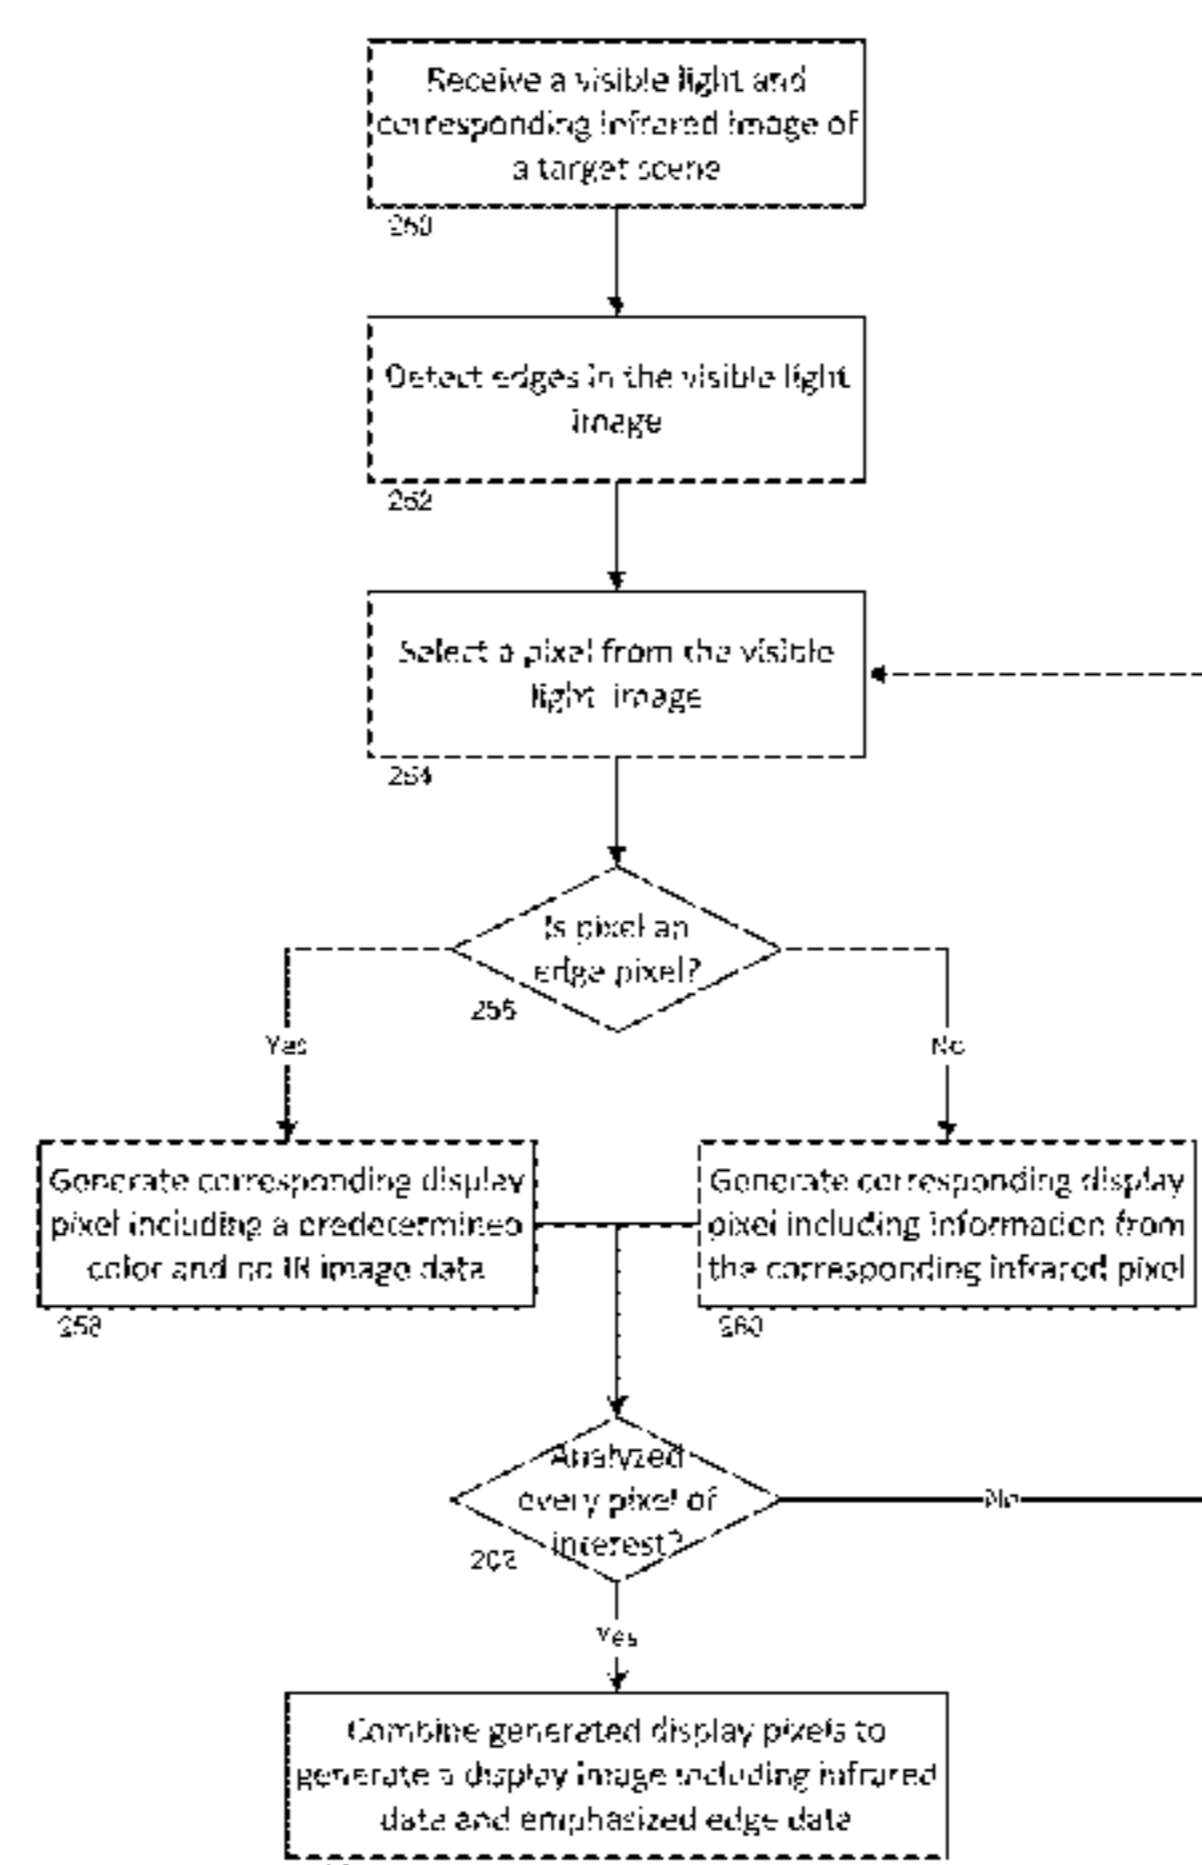 Receive a visible light and
corresponding infrared image of
a target scene
250
Detect edges in the visible light
image
252
Select a pixel from the visible
light image
254
Is pixel an
edge pixel?
256
Yes
No
Generate corresponding display
pixel including a predetermined
color and no IR image data
258
Generate corresponding display
pixel including information from
the corresponding infrared pixel
260
Analyzed
every pixel of
interest?
262
No
Yes
Combine generated display pixels to
generate a display image including infrared
data and emphasized edge data